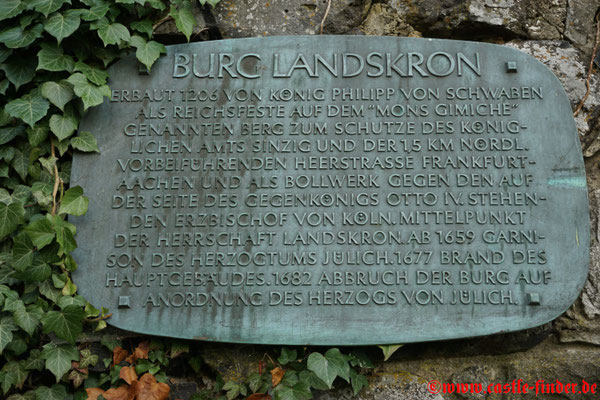 BURG LANDSKRON
ERBAUT 1206 VON KÖNIG PHILIPP VON SCHWABEN
ALS REICHSFESTE AUF DEM "MONS GIMICHE"
GENANNTEN BERG ZUM SCHUTZE DES KÖNIG-
LICHEN AMTS SINZIG UND DER 1,5 KM NÖRDL.
VORBEIFÜHRENDEN HEERSTRASSE FRANKFURT-
AACHEN UND ALS BOLLWERK GEGEN DEN AUF
DER SEITE DES GEGENKÖNIGS OTTO IV. STEHEN-
DEN ERZBISCHOF VON KÖLN. MITTELPUNKT
DER HERRSCHAFT LANDSKRON. AB 1659 GARNI-
SON DES HERZOGTUMS JÜLICH. 1677 BRAND DES
HAUPTGEBÄUDES. 1682 ABBRUCH DER BURG AUF
ANORDNUNG DES HERZOGS VON JÜLICH.
©www.castle-finder.de